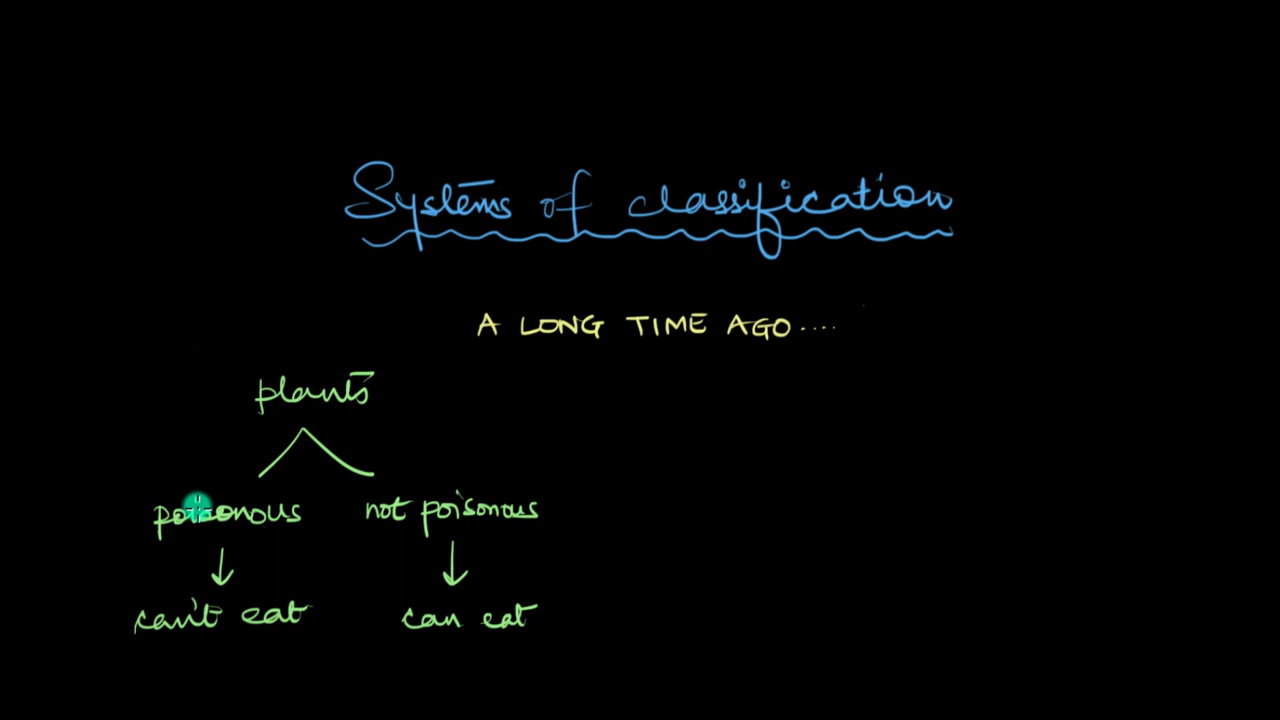 Systems of classification
A LONG TIME AGO....
plants
poisonous not poisonous
can't eat can eat